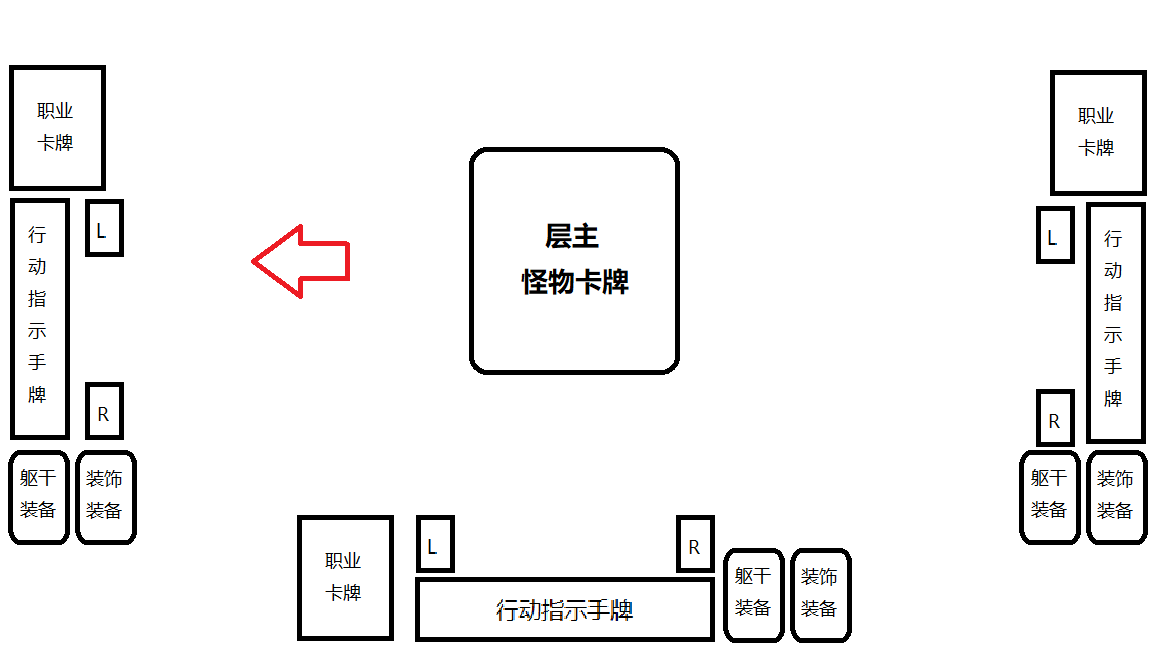 职业
卡牌
行
动
指
示
手
牌
L
R
躯干
装备
装饰
装备
层主
怪物卡牌
职业
卡牌
L
行
动
指
示
手
牌
R
躯干
装备
装饰
装备
职业
卡牌
L
R
行动指示手牌
躯干
装备
装饰
装备